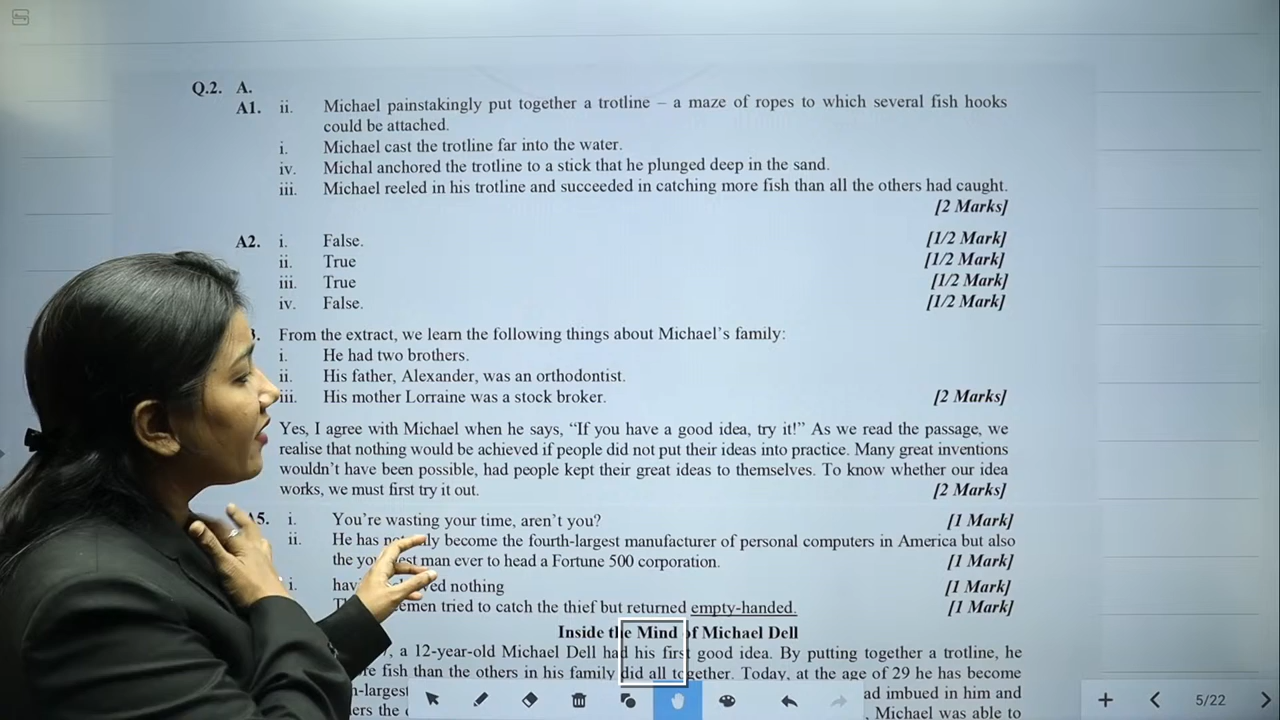 Q.2. A.
A1. ii. Michael painstakingly put together a trotline – a maze of ropes to which several fish hooks
could be attached.
i. Michael cast the trotline far into the water.
iv. Michal anchored the trotline to a stick that he plunged deep in the sand.
iii. Michael reeled in his trotline and succeeded in catching more fish than all the others had caught.
[2 Marks]
A2. i. False. [1/2 Mark]
ii. True [1/2 Mark]
iii. True [1/2 Mark]
iv. False. [1/2 Mark]
From the extract, we learn the following things about Michael's family:
i. He had two brothers.
ii. His father, Alexander, was an orthodontist.
iii. His mother Lorraine was a stock broker. [2 Marks]
Yes, I agree with Michael when he says, “If you have a good idea, try it!” As we read the passage, we
realise that nothing would be achieved if people did not put their ideas into practice. Many great inventions
wouldn't have been possible, had people kept their great ideas to themselves. To know whether our idea
works, we must first try it out. [2 Marks]
5. i. You're wasting your time, aren't you? [1 Mark]
ii. He has become the fourth-largest manufacturer of personal computers in America but also
the man ever to head a Fortune 500 corporation. [1 Mark]
i. nothing [1 Mark]
tried to catch the thief but returned empty-handed. [1 Mark]
Inside the Mind of Michael Dell
, a 12-year-old Michael Dell had his first good idea. By putting together a trotline, he
fish than the others in his family did all together. Today, at the age of 29 he has become
imbued in him and
the , Michael was able to
5/22